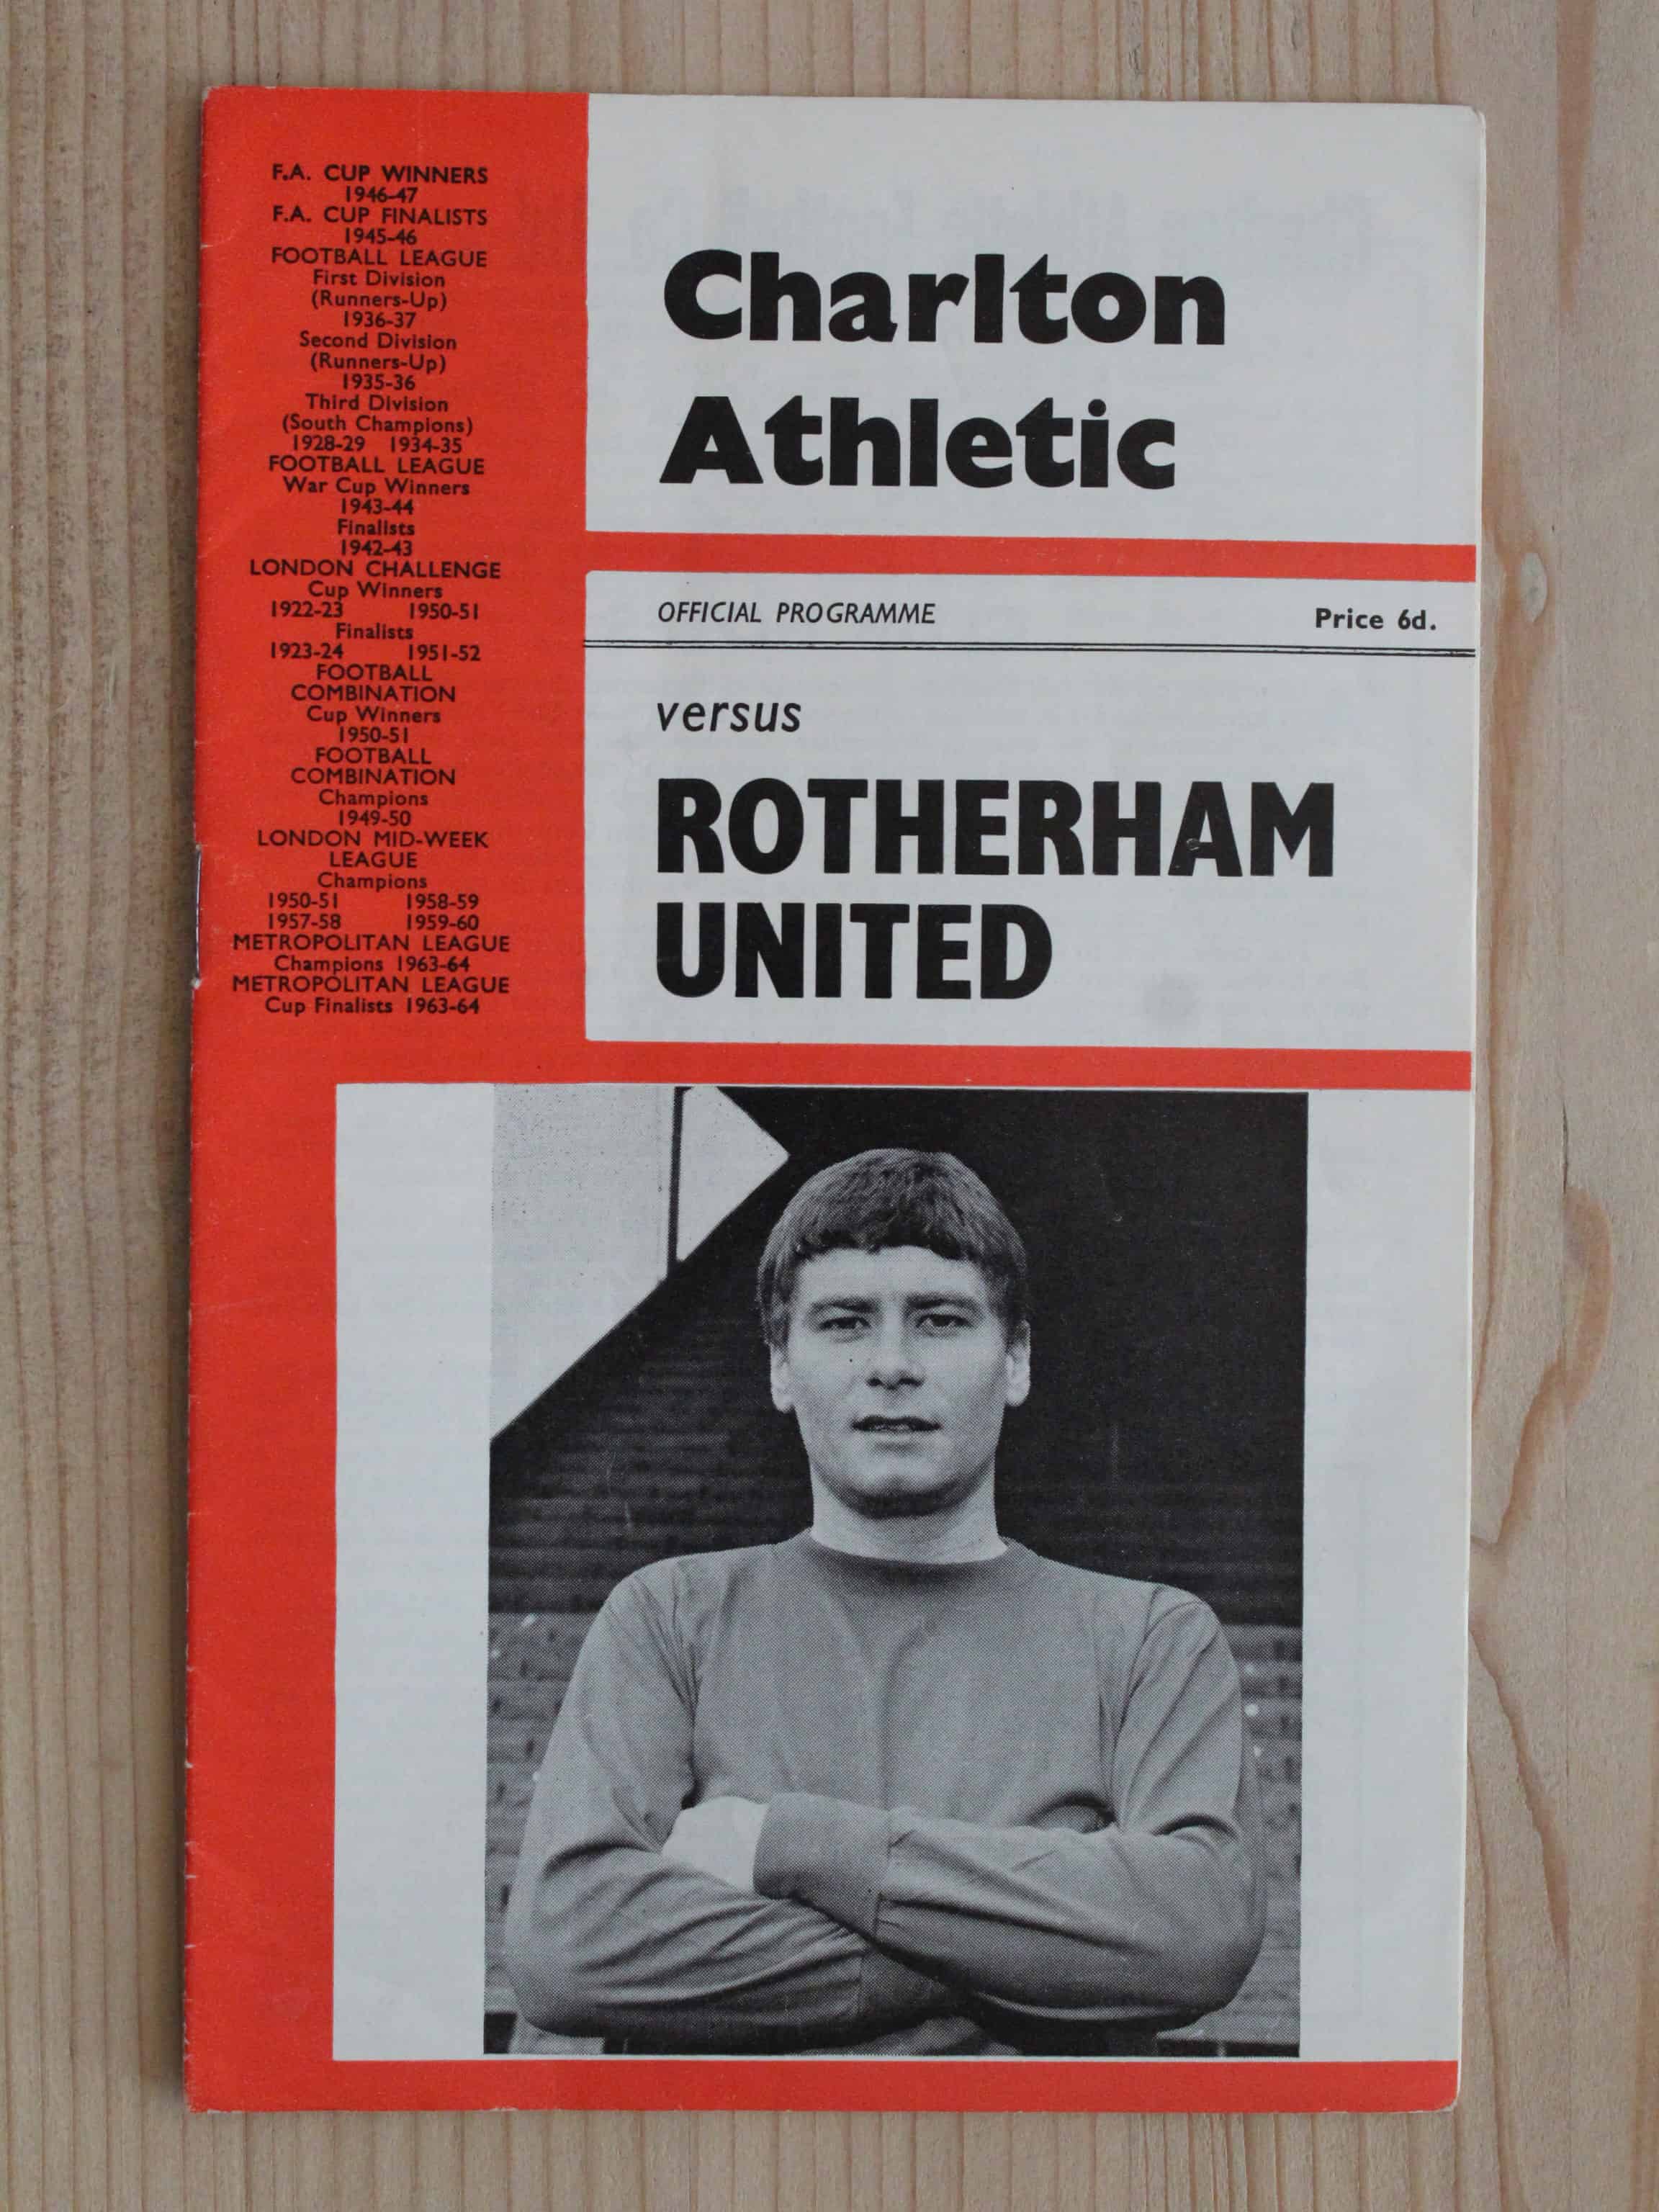 F.A. CUP WINNERS
1946-47
F.A. CUP FINALISTS
1945-46
FOOTBALL LEAGUE
First Division
(Runners-Up)
1936-37
Second Division
(Runners-Up)
1935-36
Third Division
(South Champions)
1928-29 1934-35
FOOTBALL LEAGUE
War Cup Winners
1943-44
Finalists
1942-43
LONDON CHALLENGE
Cup Winners
1922-23 1950-51
Finalists
1923-24 1951-52
FOOTBALL
COMBINATION
Cup Winners
1950-51
FOOTBALL
COMBINATION
Champions
1949-50
LONDON MID-WEEK
LEAGUE
Champions
1950-51 1958-59
1957-58 1959-60
METROPOLITAN LEAGUE
Champions 1963-64
METROPOLITAN LEAGUE
Cup Finalists 1963-64
Charlton
Athletic
OFFICIAL PROGRAMME Price 6d.
versus
ROTHERHAM
UNITED